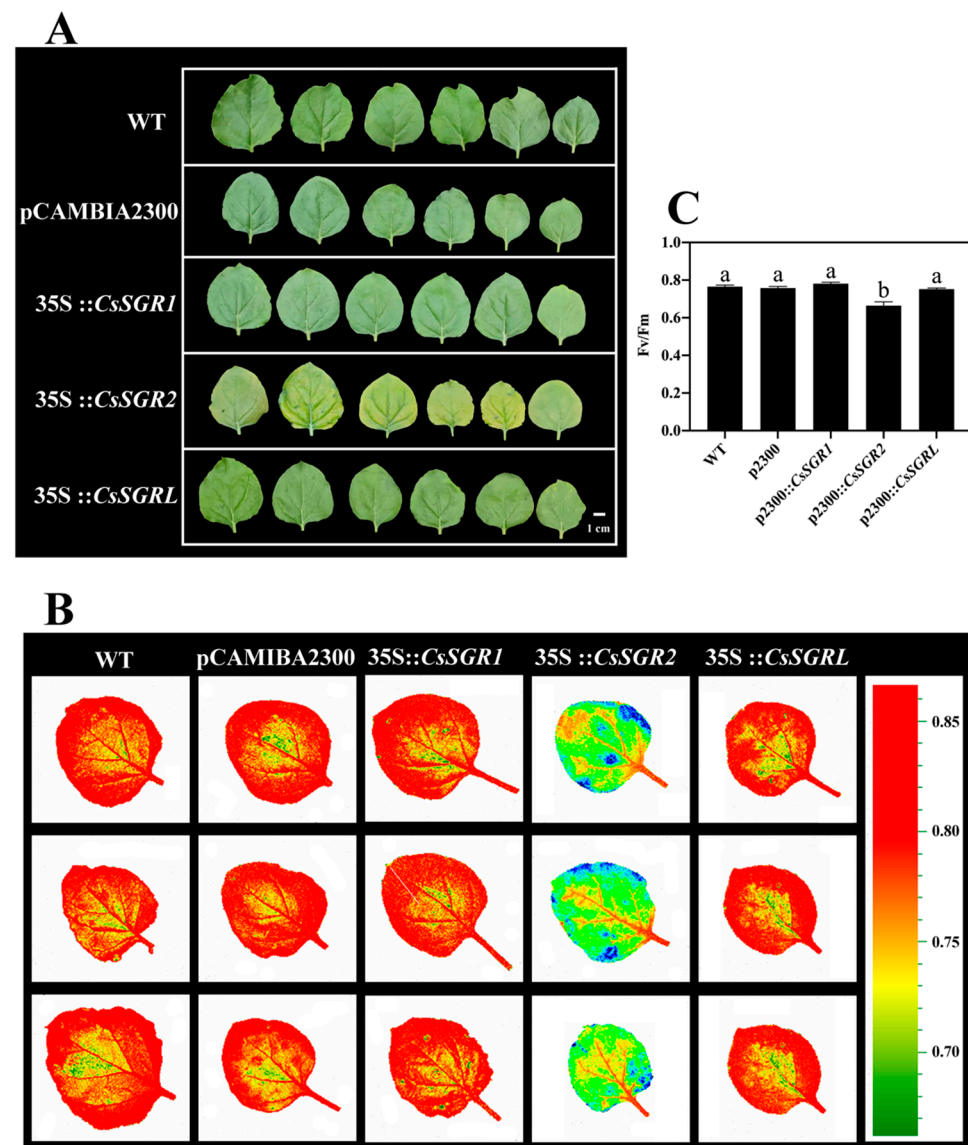 A
WT
pCAMBIA2300
35S ::CsSGR1
35S ::CsSGR2
35S ::CsSGRL
1 cm
C
Fv/Fm
1.0
0.8
0.6
0.4
0.2
0.0
a
a
a
b
a
WT
p2300
p2300::CsSGR1
p2300::CsSGR2
p2300::CsSGRL
B
WT
pCAMIBA2300
35S::CsSGR1
35S ::CsSGR2
35S ::CsSGRL
0.85
0.80
0.75
0.70